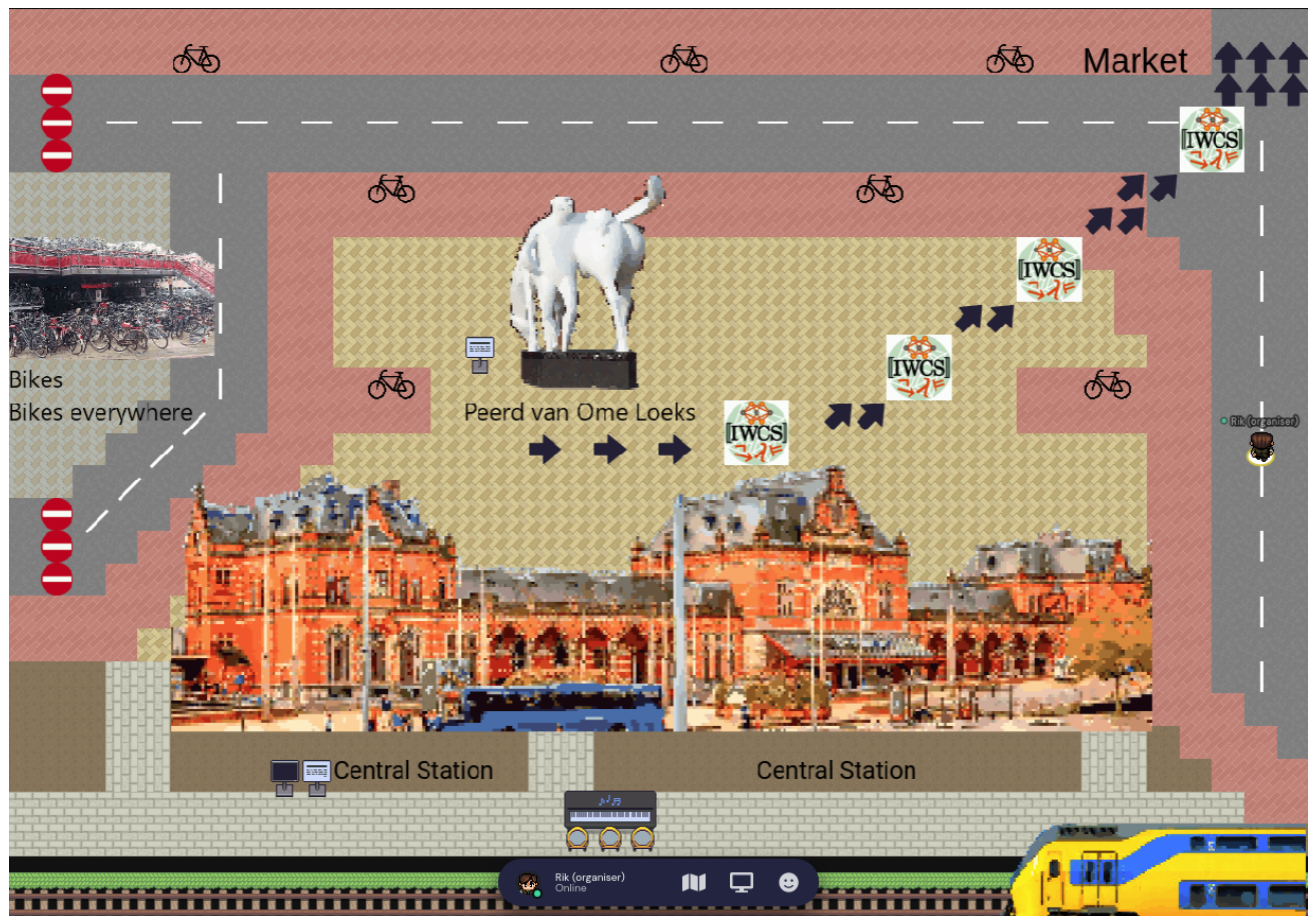 Market
[IWCS]
[IWCS]
[IWCS]
Bikes
Bikes everywhere
Peerd van Ome Loeks
[IWCS]
Rik (organiser)
Central Station
Central Station
Rik (organiser)
Online